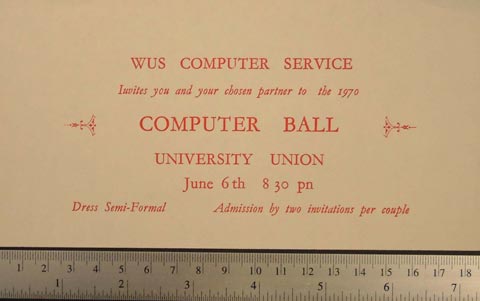 WUS COMPUTER SERVICE
Invites you and your chosen partner to the 1970
COMPUTER BALL
UNIVERSITY UNION
June 6th 8 30 pn
Dress Semi-Formal Admission by two invitations per couple
1 2 3 4 5 6 7 8 9 10 11 12 13 14 15 16 17 18
1 2 3 4 5 6 7